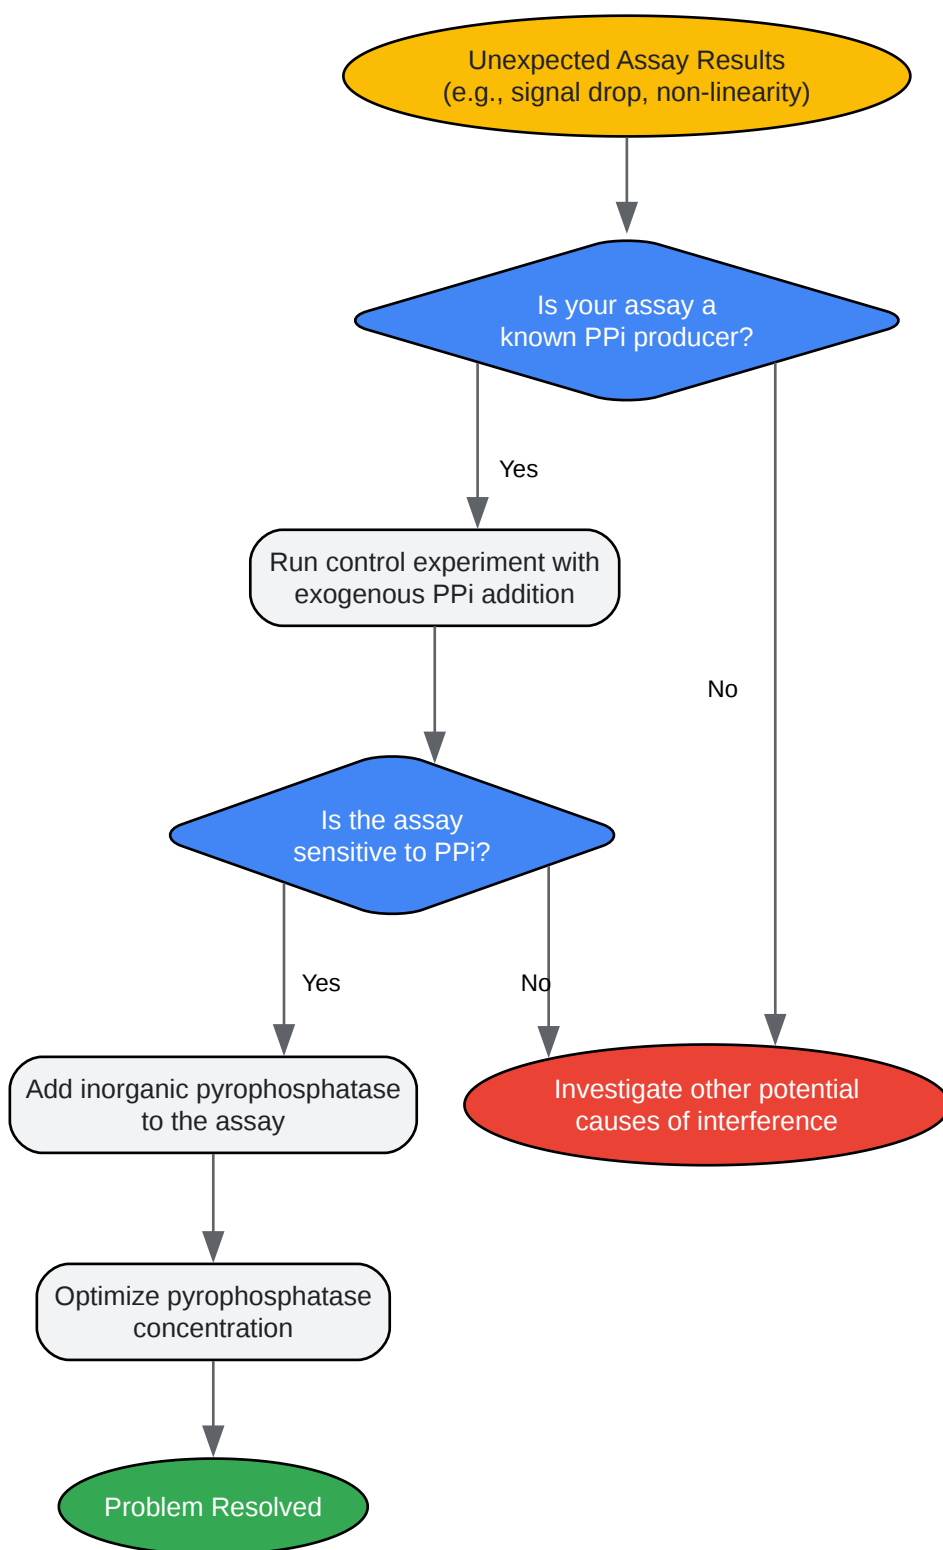 Unexpected Assay Results
(e.g., signal drop, non-linearity)
Is your assay a
known PPi producer?
Yes
Run control experiment with
exogenous PPi addition
No
Is the assay
sensitive to PPi?
Yes
No
Add inorganic pyrophosphatase
to the assay
Investigate other potential
causes of interference
Optimize pyrophosphatase
concentration
Problem Resolved